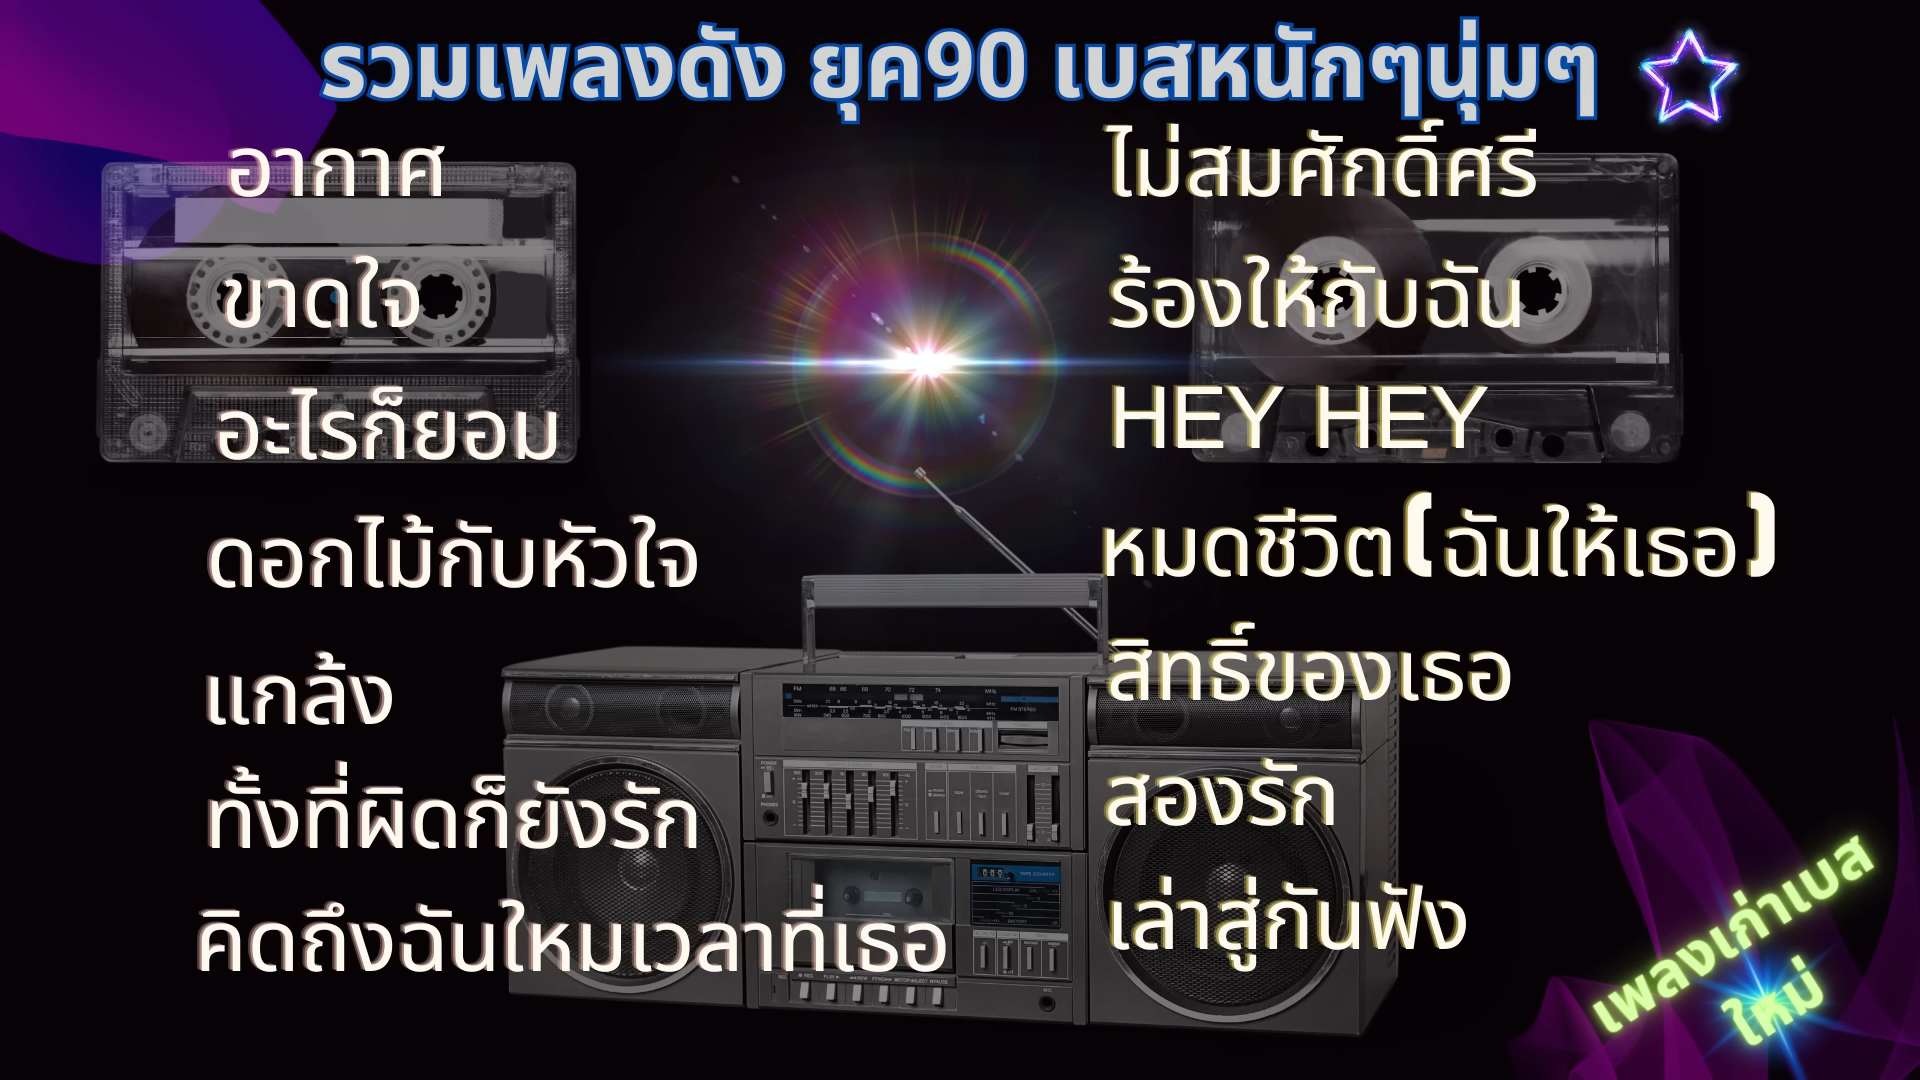 รวมเพลงดัง ยุค90 เบสหนักๆนุ่มๆ
อากาศ
ขาดใจ
อะไรก็ยอม
ดอกไม้กับหัวใจ
แกล้ง
ทั้งที่ผิดก็ยังรัก
คิดถึงฉันใหมเวลาที่เธอ
ไม่สมศักดิ์ศรี
ร้องให้กับฉัน
HEY HEY
หมดชีวิต(ฉันให้เธอ)
สิทธิ์ของเธอ
สองรัก
เล่าสู่กันฟัง
เพลงเก่าเบส
ใหม่